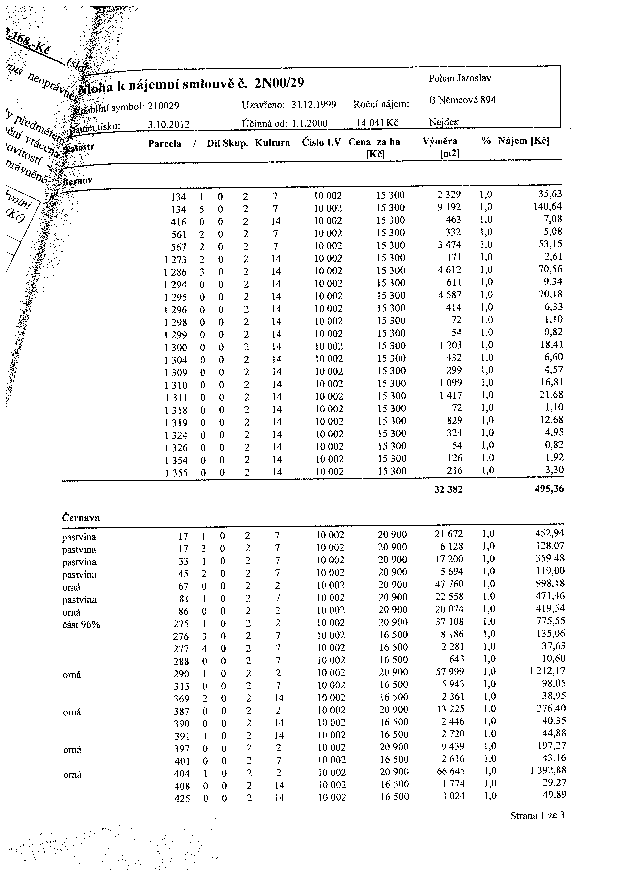 2.168,-Kč
Příloha k nájemní smlouvě č. 2N00/29
Jaroslav
Variabilní symbol: 210029 Uzavřeno: 31.12.1999 Roční nájem: B Němcové 894
Datum tisku: 3.10.2012 Účinná od: 1.1.2000 14 041 Kč Nejdek
Katastr Parcela / Díl Skup. Kultura Číslo LV Cena za ha Výměra % Nájem [Kč]
[Kč] [m2]
Bernov
134 1 0 2 7 10 002 15 300 2 329 1,0 35,63
134 5 0 2 7 10 002 15 300 9 192 1,0 140,64
416 0 0 2 14 10 002 15 300 463 1,0 7,08
561 2 0 2 7 10 002 15 300 332 1,0 5,08
567 2 0 2 7 10 002 15 300 3 474 1,0 53,15
1 273 2 0 2 14 10 002 15 300 171 1,0 2,61
1 286 3 0 2 14 10 002 15 300 4 612 1,0 70,56
1 294 0 0 2 14 10 002 15 300 611 1,0 9,34
1 295 0 0 2 14 10 002 15 300 4 587 1,0 70,18
1 296 0 0 2 14 10 002 15 300 414 1,0 6,33
1 298 0 0 2 14 10 002 15 300 72 1,0 1,10
1 299 0 0 2 14 10 002 15 300 54 1,0 0,82
1 300 0 0 2 14 10 002 15 300 1 203 1,0 18,41
1 304 0 0 2 14 10 002 15 300 432 1,0 6,60
1 309 0 0 2 14 10 002 15 300 299 1,0 4,57
1 310 0 0 2 14 10 002 15 300 1 099 1,0 16,81
1 311 0 0 2 14 10 002 15 300 1 417 1,0 21,68
1 318 0 0 2 14 10 002 15 300 72 1,0 1,10
1 319 0 0 2 14 10 002 15 300 829 1,0 12,68
1 324 0 0 2 14 10 002 15 300 324 1,0 4,95
1 326 0 0 2 14 10 002 15 300 54 1,0 0,82
1 354 0 0 2 14 10 002 15 300 126 1,0 1,92
1 355 0 0 2 14 10 002 15 300 216 1,0 3,30
32 382 495,36
Černava
pastvina 17 1 0 2 7 10 002 20 900 21 672 1,0 452,94
pastvina 17 2 0 2 7 10 002 20 900 6 128 1,0 128,07
pastvina 33 1 0 2 7 10 002 20 900 17 200 1,0 359,48
pastvina 45 2 0 2 7 10 002 20 900 5 694 1,0 119,00
orná 67 0 0 2 2 10 002 20 900 47 760 1,0 998,18
pastvina 84 1 0 2 7 10 002 20 900 22 558 1,0 471,46
orná 86 0 0 2 2 10 002 20 900 1,0 419,54
část 96% 275 1 0 2 2 10 002 20 900 37 108 1,0 775,55
276 3 0 2 7 10 002 16 500 8 186 1,0 135,06
277 4 0 2 7 10 002 16 500 2 281 1,0 37,63
288 0 0 2 7 10 002 16 500 643 1,0 10,60
orná 290 1 0 2 2 10 002 20 900 57 999 1,0 1 212,17
315 0 0 2 7 10 002 16 500 5 943 1,0 98,05
369 2 0 2 14 10 002 16 500 2 361 1,0 38,95
orná 387 0 0 2 2 10 002 20 900 13 225 1,0 276,40
390 0 0 2 14 10 002 16 500 2 446 1,0 40,35
391 1 0 2 14 10 002 16 500 2 720 1,0 44,88
orná 397 0 0 2 2 10 002 20 900 9 439 1,0 197,27
401 0 0 2 7 10 002 16 500 2 616 1,0 43,16
orná 404 1 0 2 2 10 002 20 900 66 645 1,0 1 392,88
408 0 0 2 14 10 002 16 500 1 774 1,0 29,27
425 0 0 2 14 10 002 16 500 3 024 1,0 49,89
Strana 1 ze 3